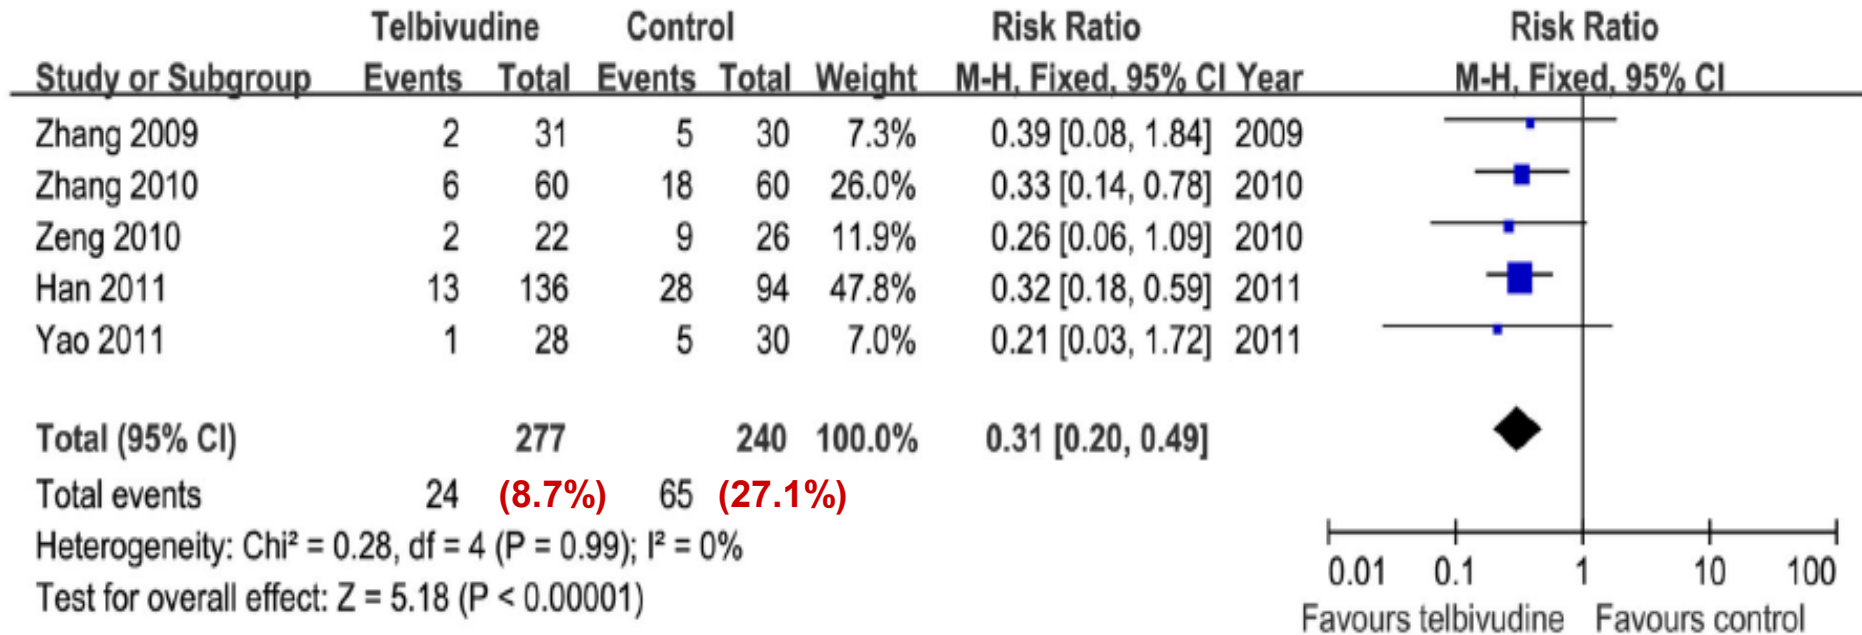 Telbivudine Control Risk Ratio Risk Ratio
Study or Subgroup Events Total Events Total Weight M-H, Fixed, 95% CI Year M-H, Fixed, 95% CI
Zhang 2009 2 31 5 30 7.3% 0.39 [0.08, 1.84] 2009
Zhang 2010 6 60 18 60 26.0% 0.33 [0.14, 0.78] 2010
Zeng 2010 2 22 9 26 11.9% 0.26 [0.06, 1.09] 2010
Han 2011 13 136 28 94 47.8% 0.32 [0.18, 0.59] 2011
Yao 2011 1 28 5 30 7.0% 0.21 [0.03, 1.72] 2011
Total (95% CI) 277 240 100.0% 0.31 [0.20, 0.49]
Total events 24 (8.7%) 65 (27.1%)
Heterogeneity: Chi² = 0.28, df = 4 (P = 0.99); I² = 0%
Test for overall effect: Z = 5.18 (P < 0.00001)
0.01 0.1 1 10 100
Favours telbivudine Favours control